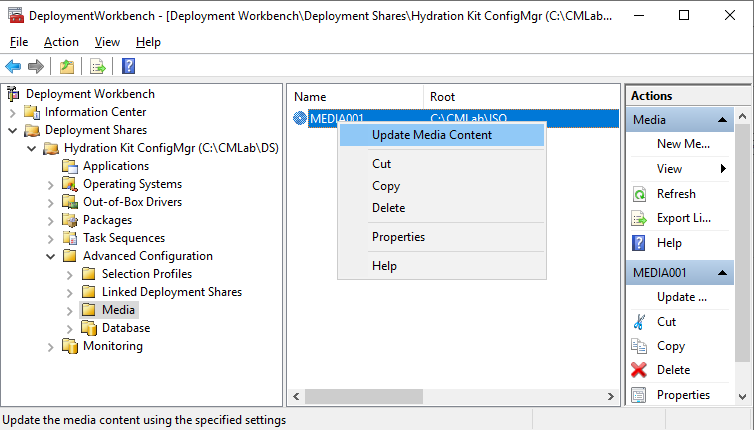 DeploymentWorkbench - [Deployment Workbench\Deployment Shares\Hydration Kit ConfigMgr (C:\CMLab...
File Action View Help
Deployment Workbench
Information Center
Deployment Shares
Hydration Kit ConfigMgr (C:\CMLab\DS)
Applications
Operating Systems
Out-of-Box Drivers
Packages
Task Sequences
Advanced Configuration
Selection Profiles
Linked Deployment Shares
Media
Database
Monitoring
Name Root
MEDIA001 C:\CMLab\ISO
Update Media Content
Cut
Copy
Delete
Properties
Help
Actions
Media
New Me...
View
Refresh
Export Li...
Help
MEDIA001
Update ...
Cut
Copy
Delete
Properties
Update the media content using the specified settings